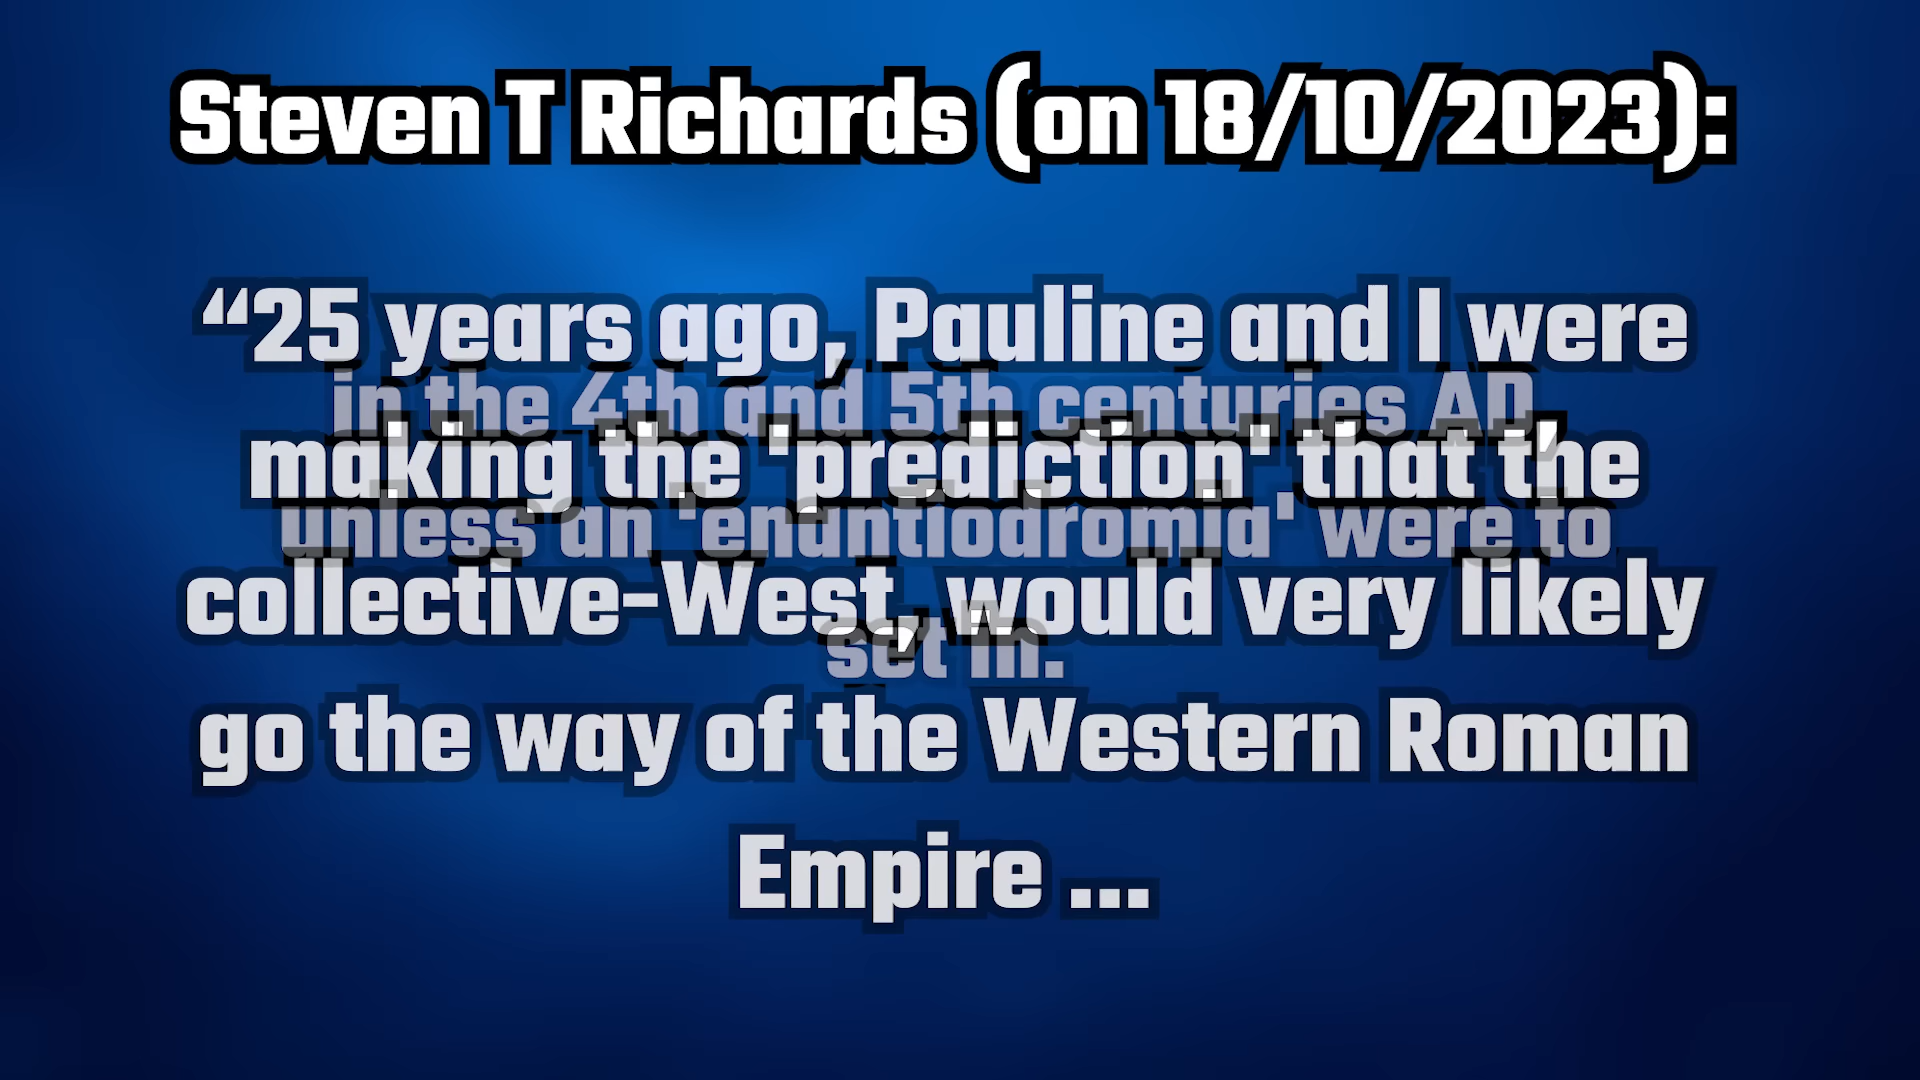 Steven T Richards (on 18/10/2023):
“25 years ago, Pauline and I were
making the 'prediction' that the
collective-West, would very likely
go the way of the Western Roman
Empire ...
in the 4th and 5th centuries AD,
unless an 'enantiodromia' were to
set in.